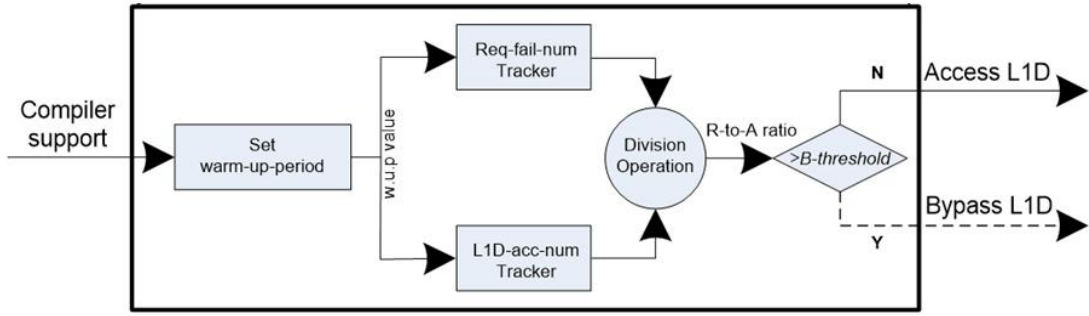 Compiler
support
Set
warm-up-period
w.u.p value
Req-fail-num
Tracker
L1D-acc-num
Tracker
Division
Operation
R-to-A ratio
>B-threshold
N
Access L1D
Y
Bypass L1D